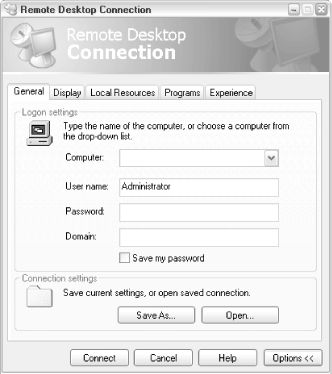 Remote Desktop Connection
Remote Desktop
Connection
General Display Local Resources Programs Experience
Logon settings
Type the name of the computer, or choose a computer from
the drop-down list.
Computer:
User name: Administrator
Password:
Domain:
Save my password
Connection settings
Save current settings, or open saved connection.
Save As... Open...
Connect Cancel Help Options <<